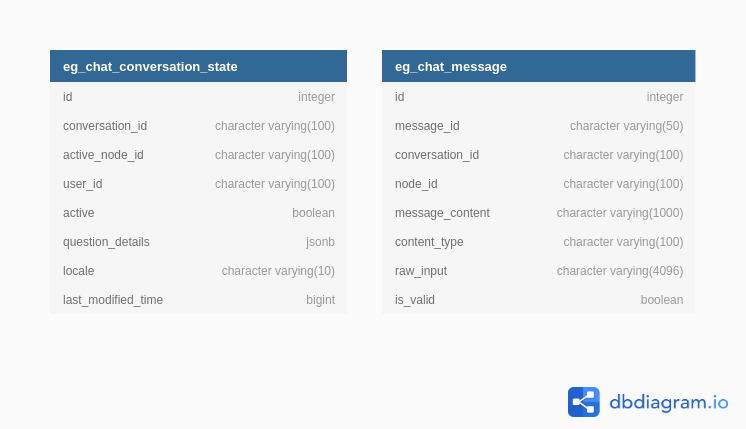 eg_chat_conversation_state
id integer
conversation_id character varying(100)
active_node_id character varying(100)
user_id character varying(100)
active boolean
question_details jsonb
locale character varying(10)
last_modified_time bigint
eg_chat_message
id integer
message_id character varying(50)
conversation_id character varying(100)
node_id character varying(100)
message_content character varying(1000)
content_type character varying(100)
raw_input character varying(4096)
is_valid boolean
dbdiagram.io